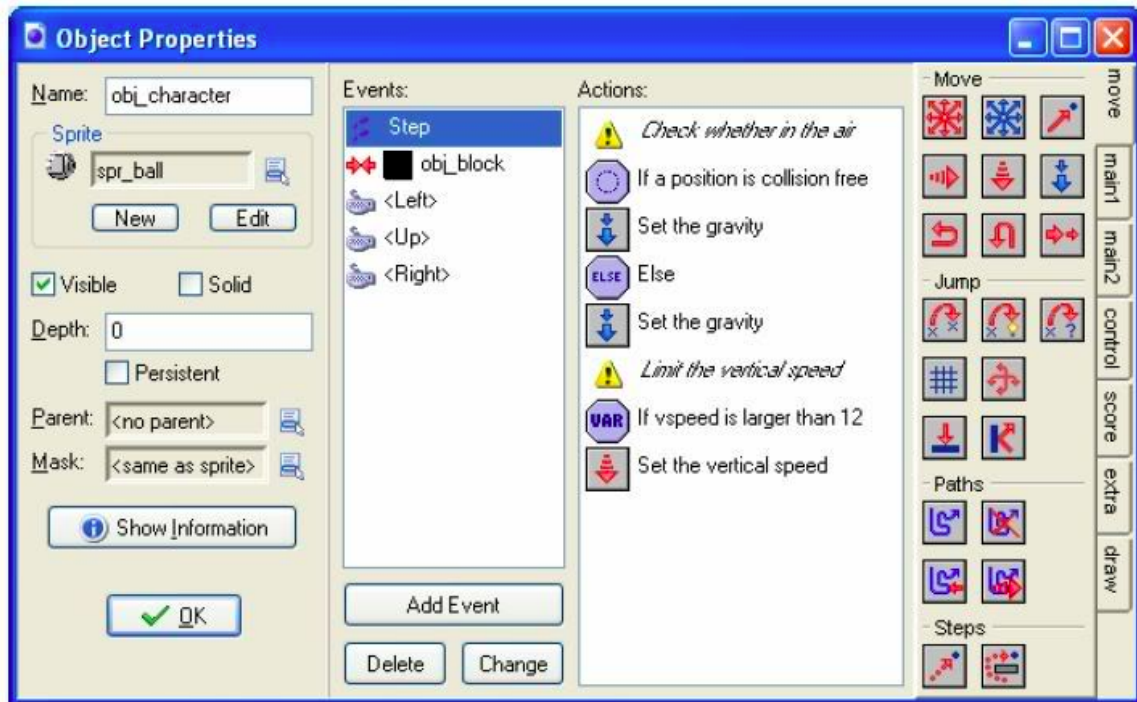 Object Properties
Name: obj_character
Sprite
spr_ball
New Edit
Visible Solid
Depth: 0
Persistent
Parent: <no parent>
Mask: <same as sprite>
Show Information
OK
Events:
Step
obj_block
<Left>
<Up>
<Right>
Add Event
Delete Change
Actions:
Check whether in the air
If a position is collision free
Set the gravity
ELSE Else
Set the gravity
Limit the vertical speed
VAR If vspeed is larger than 12
Set the vertical speed
Move
Jump
Paths
Steps
move
main1
main2
control
score
extra
draw